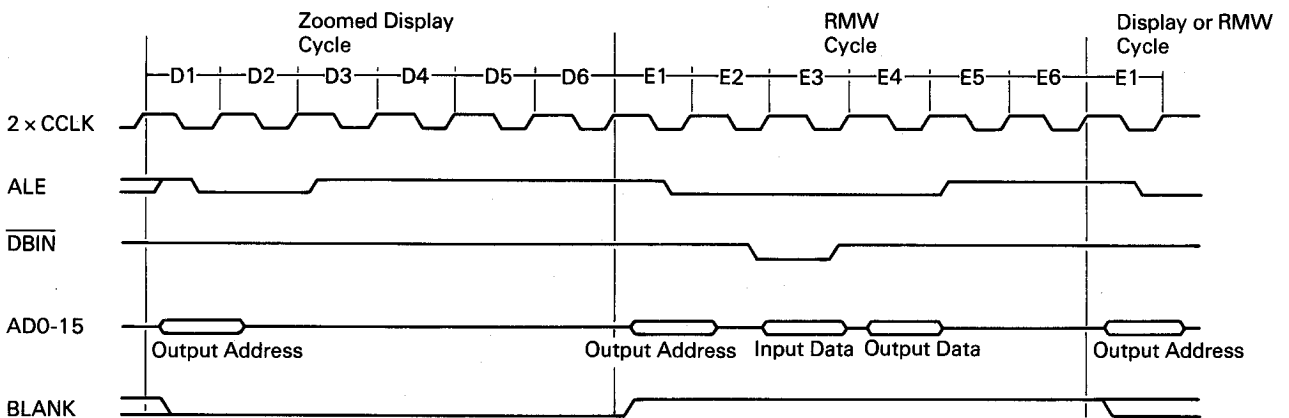 Zoomed Display
Cycle
RMW
Cycle
Display or RMW
Cycle
D1 D2 D3 D4 D5 D6 E1 E2 E3 E4 E5 E6 E1
2 × CCLK
ALE
DBIN
AD0-15
Output Address Output Address Input Data Output Data Output Address
BLANK